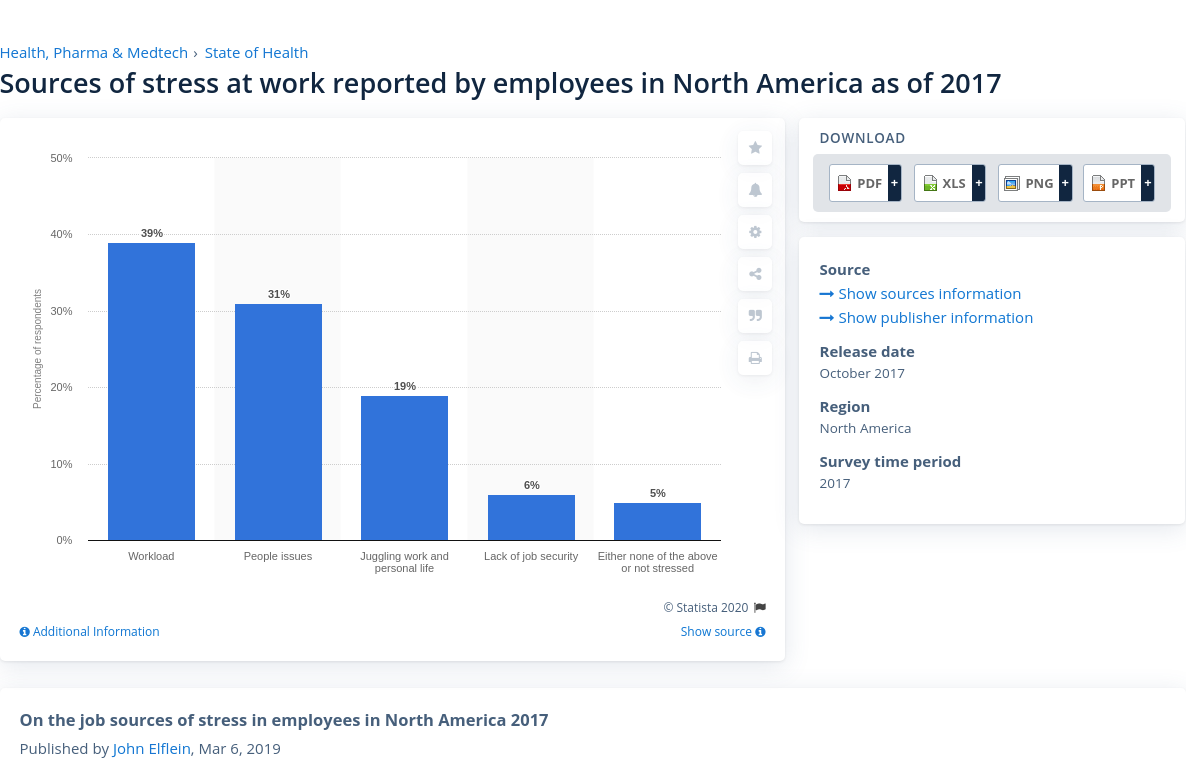 Health, Pharma & Medtech › State of Health
Sources of stress at work reported by employees in North America as of 2017
50%
40%
30%
20%
10%
0%
Percentage of respondents
39%
31%
19%
6%
5%
Workload
People issues
Juggling work and
personal life
Lack of job security
Either none of the above
or not stressed
© Statista 2020
Additional Information
Show source
DOWNLOAD
PDF + XLS + PNG + PPT +
Source
Show sources information
Show publisher information
Release date
October 2017
Region
North America
Survey time period
2017
On the job sources of stress in employees in North America 2017
Published by John Elflein, Mar 6, 2019